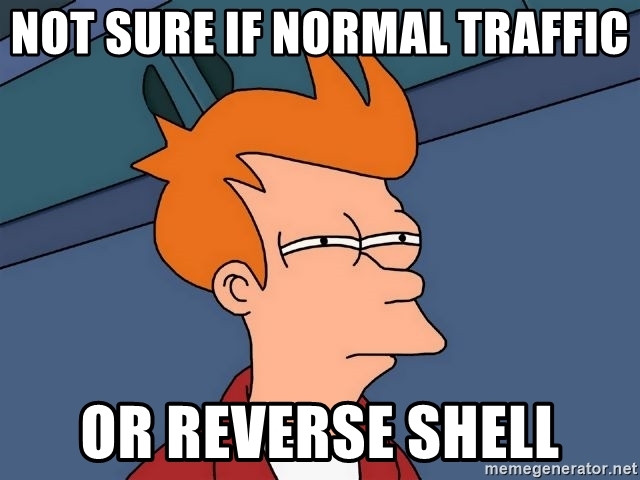 NOT SURE IF NORMAL TRAFFIC
OR REVERSE SHELL
memegenerator.net